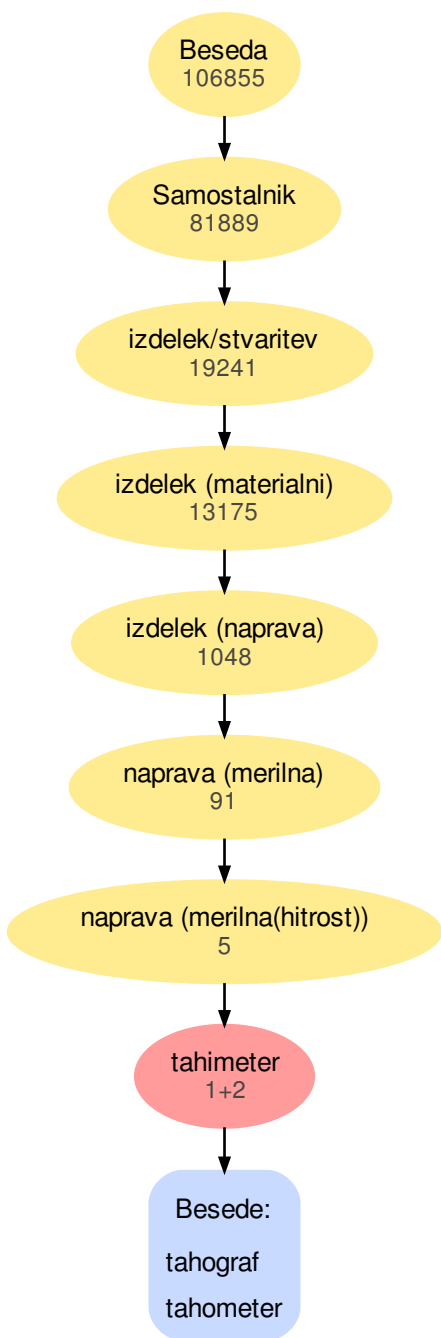 Beseda
106855
Samostalnik
81889
izdelek/stvaritev
19241
izdelek (materialni)
13175
izdelek (naprava)
1048
naprava (merilna)
91
naprava (merilna(hitrost))
5
tahimeter
1+2
Besede:
tahograf
tahometer